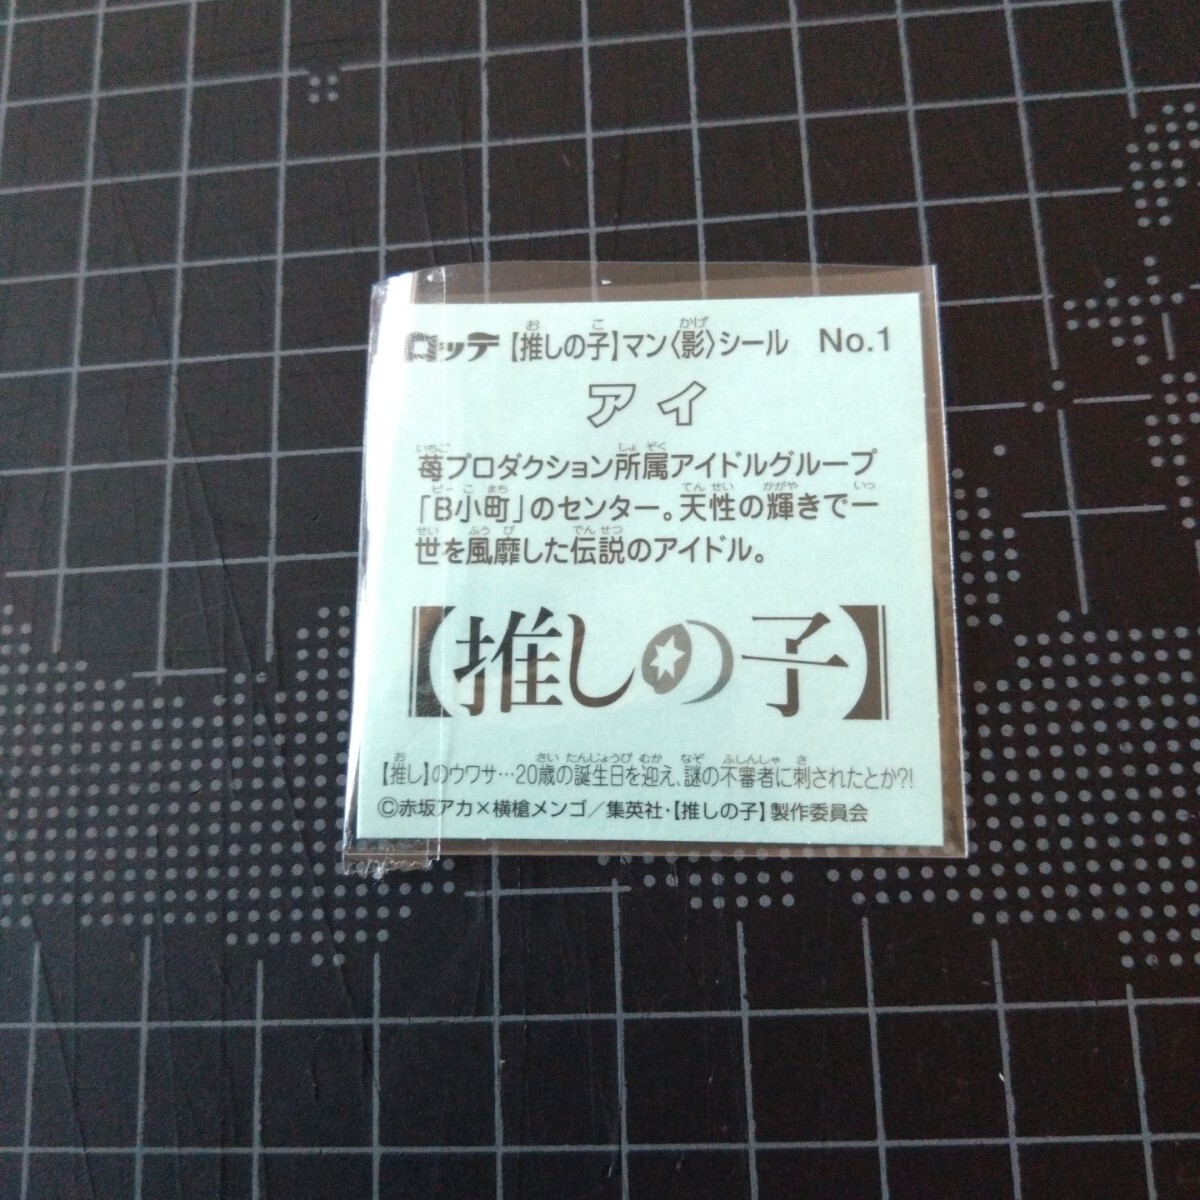 ロッテ 【推しの子】マン〈影〉シール No.1
アイ
苺プロダクション所属アイドルグループ
「B小町」のセンター。天性の輝きで一
世を風靡した伝説のアイドル。
【推しの子】
【推し】のウワサ…20歳の誕生日を迎え、謎の不審者に刺されたとか?!
©赤坂アカ×横槍メンゴ/集英社・【推しの子】製作委員会